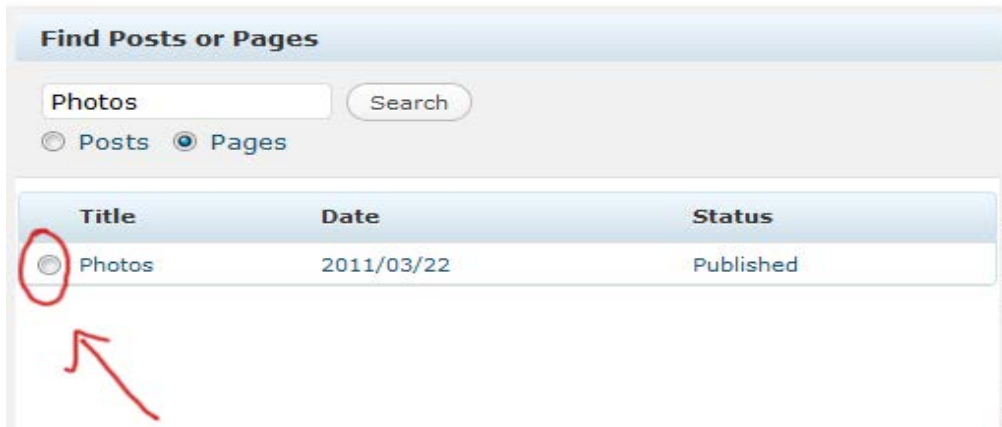 Find Posts or Pages
Photos Search
Posts Pages
Title Date Status
Photos 2011/03/22 Published